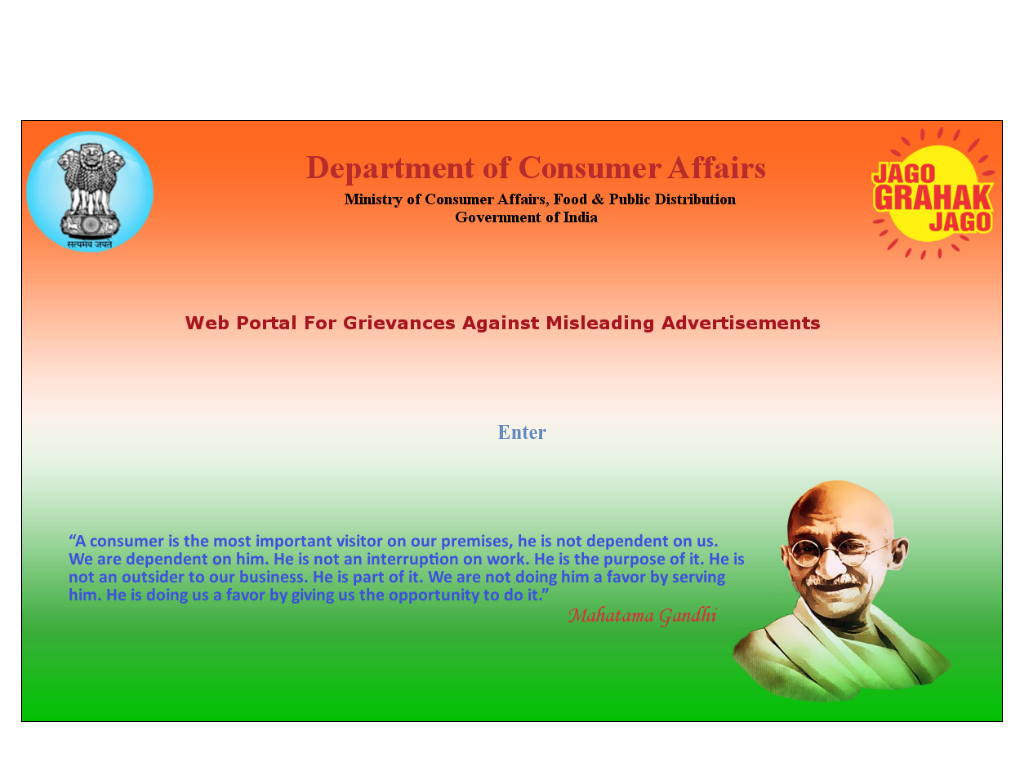 Department of Consumer Affairs
Ministry of Consumer Affairs, Food & Public Distribution
Government of India
सत्यमेव जयते
JAGO
GRAHAK
JAGO
Web Portal For Grievances Against Misleading Advertisements
Enter
“A consumer is the most important visitor on our premises, he is not dependent on us.
We are dependent on him. He is not an interruption on work. He is the purpose of it. He is
not an outsider to our business. He is part of it. We are not doing him a favor by serving
him. He is doing us a favor by giving us the opportunity to do it.”
Mahatama Gandhi